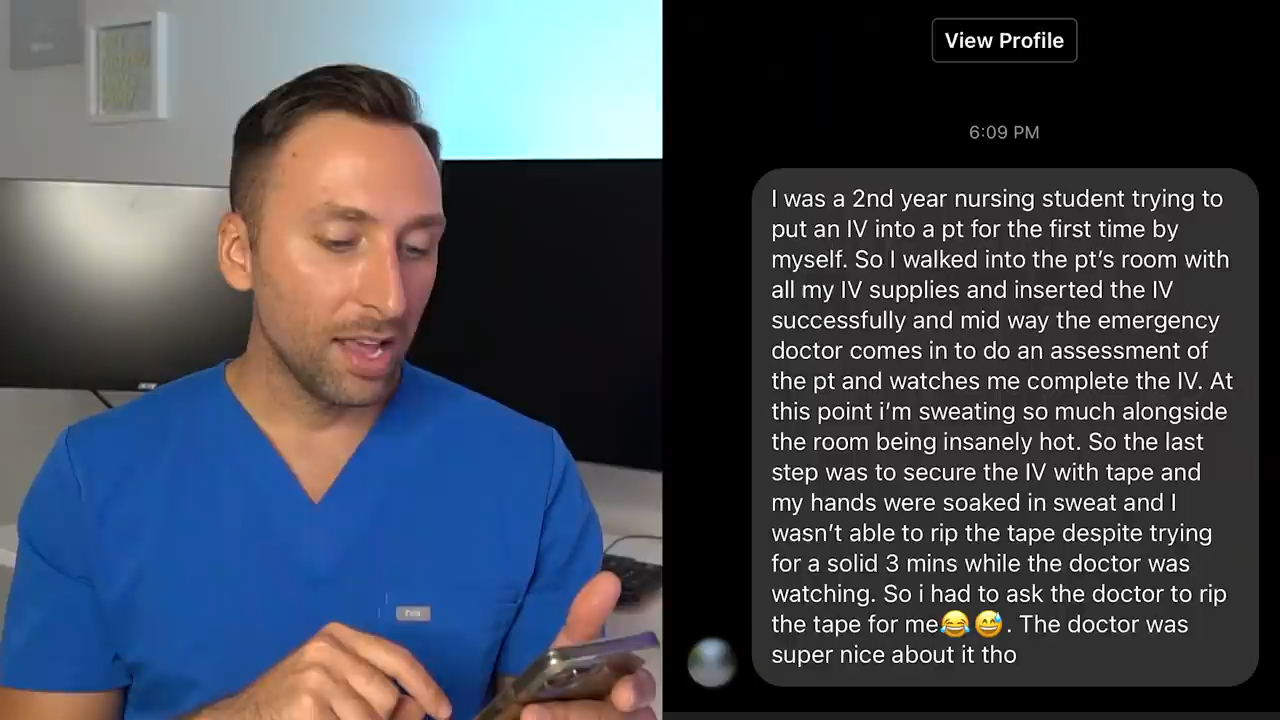 View Profile
6:09 PM
I was a 2nd year nursing student trying to
put an IV into a pt for the first time by
myself. So I walked into the pt's room with
all my IV supplies and inserted the IV
successfully and mid way the emergency
doctor comes in to do an assessment of
the pt and watches me complete the IV. At
this point i'm sweating so much alongside
the room being insanely hot. So the last
step was to secure the IV with tape and
my hands were soaked in sweat and I
wasn't able to rip the tape despite trying
for a solid 3 mins while the doctor was
watching. So i had to ask the doctor to rip
the tape for me😂😅. The doctor was
super nice about it tho